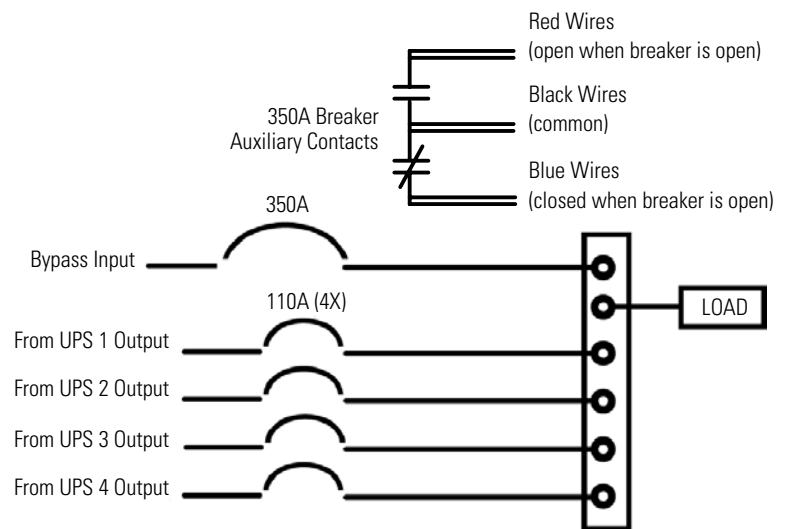 Red Wires
(open when breaker is open)
Black Wires
(common)
350A Breaker
Auxiliary Contacts
Blue Wires
(closed when breaker is open)
350A
Bypass Input
110A (4X)
LOAD
From UPS 1 Output
From UPS 2 Output
From UPS 3 Output
From UPS 4 Output